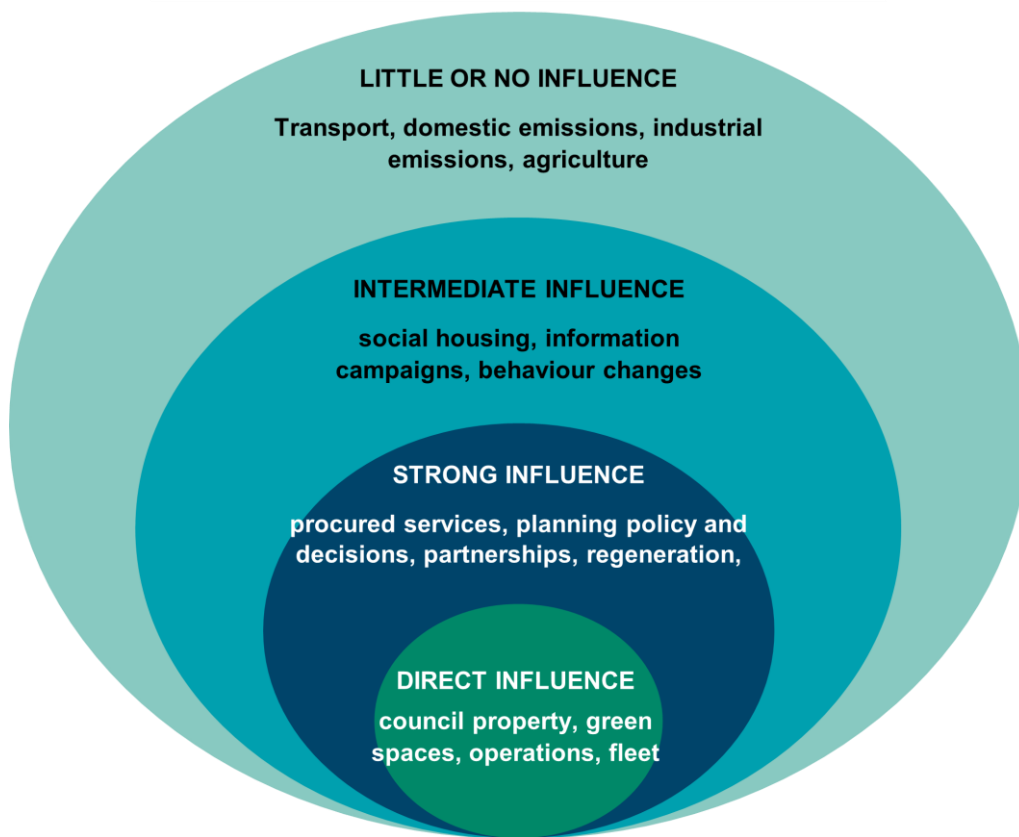 LITTLE OR NO INFLUENCE
Transport, domestic emissions, industrial
emissions, agriculture
INTERMEDIATE INFLUENCE
social housing, information
campaigns, behaviour changes
STRONG INFLUENCE
procured services, planning policy and
decisions, partnerships, regeneration,
DIRECT INFLUENCE
council property, green
spaces, operations, fleet